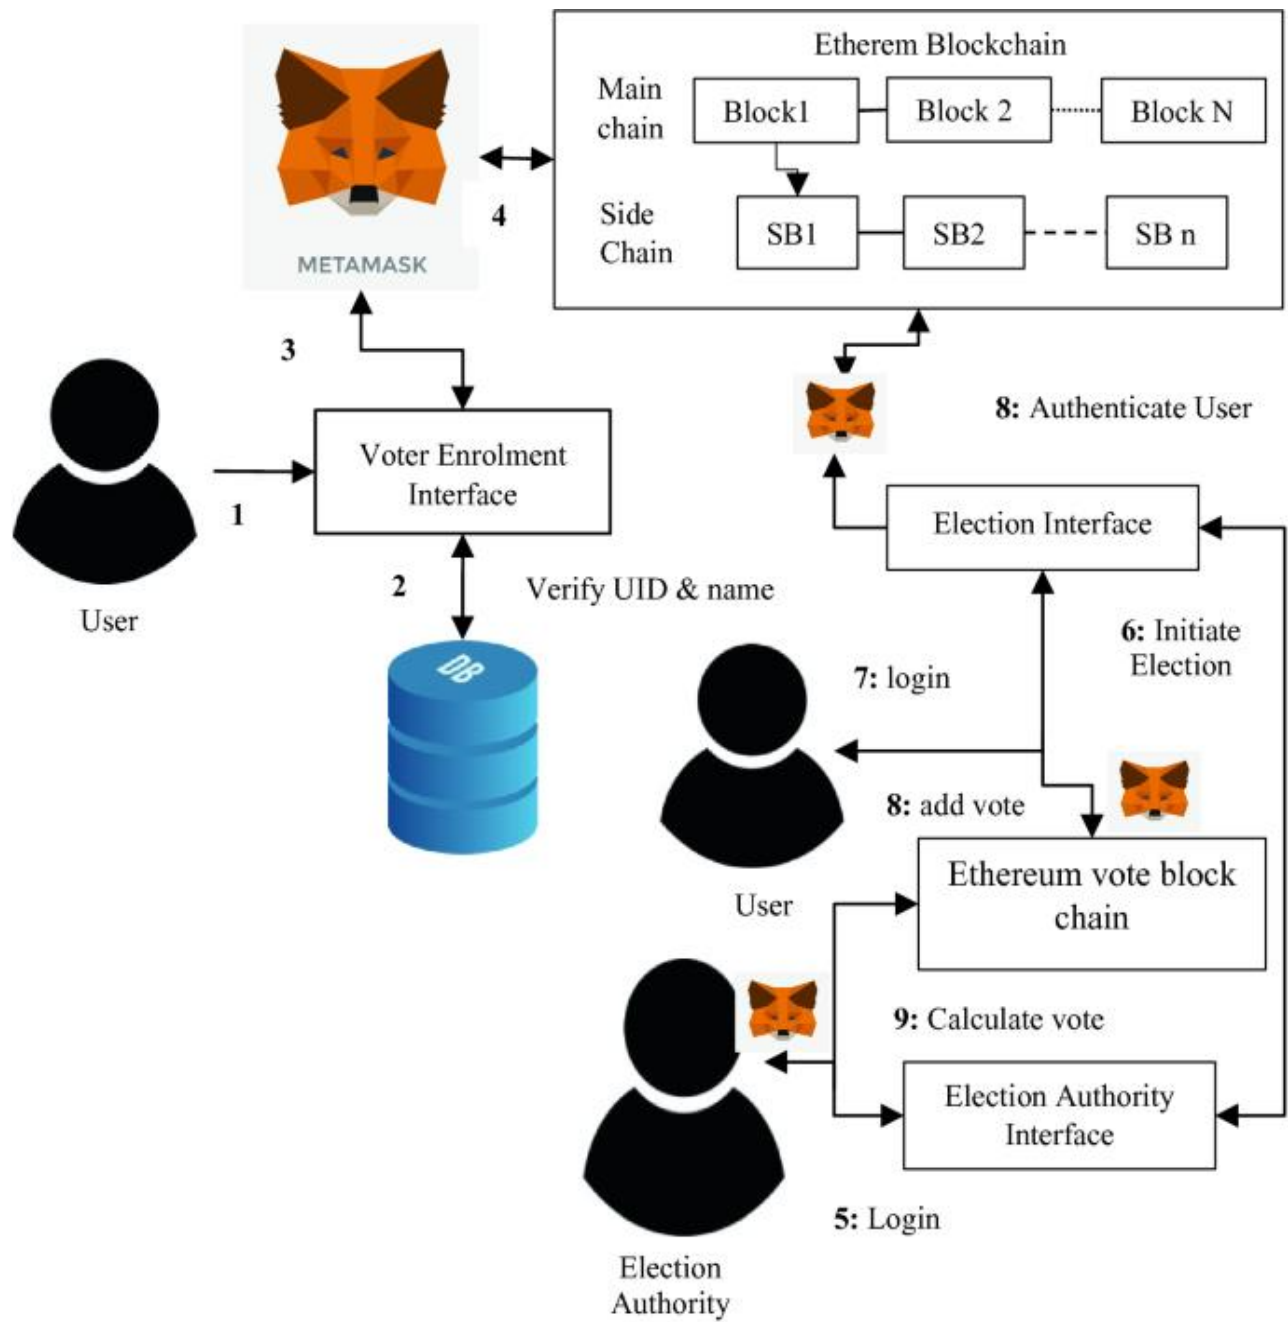 Etherem Blockchain
Main
chain
Block1
Block 2
Block N
Side
Chain
SB1
SB2
SB n
METAMASK
4
3
8: Authenticate User
Voter Enrolment
Interface
1
User
2
Verify UID & name
DB
Election Interface
6: Initiate
Election
7: login
8: add vote
User
Ethereum vote block
chain
9: Calculate vote
Election Authority
Interface
5: Login
Election
Authority